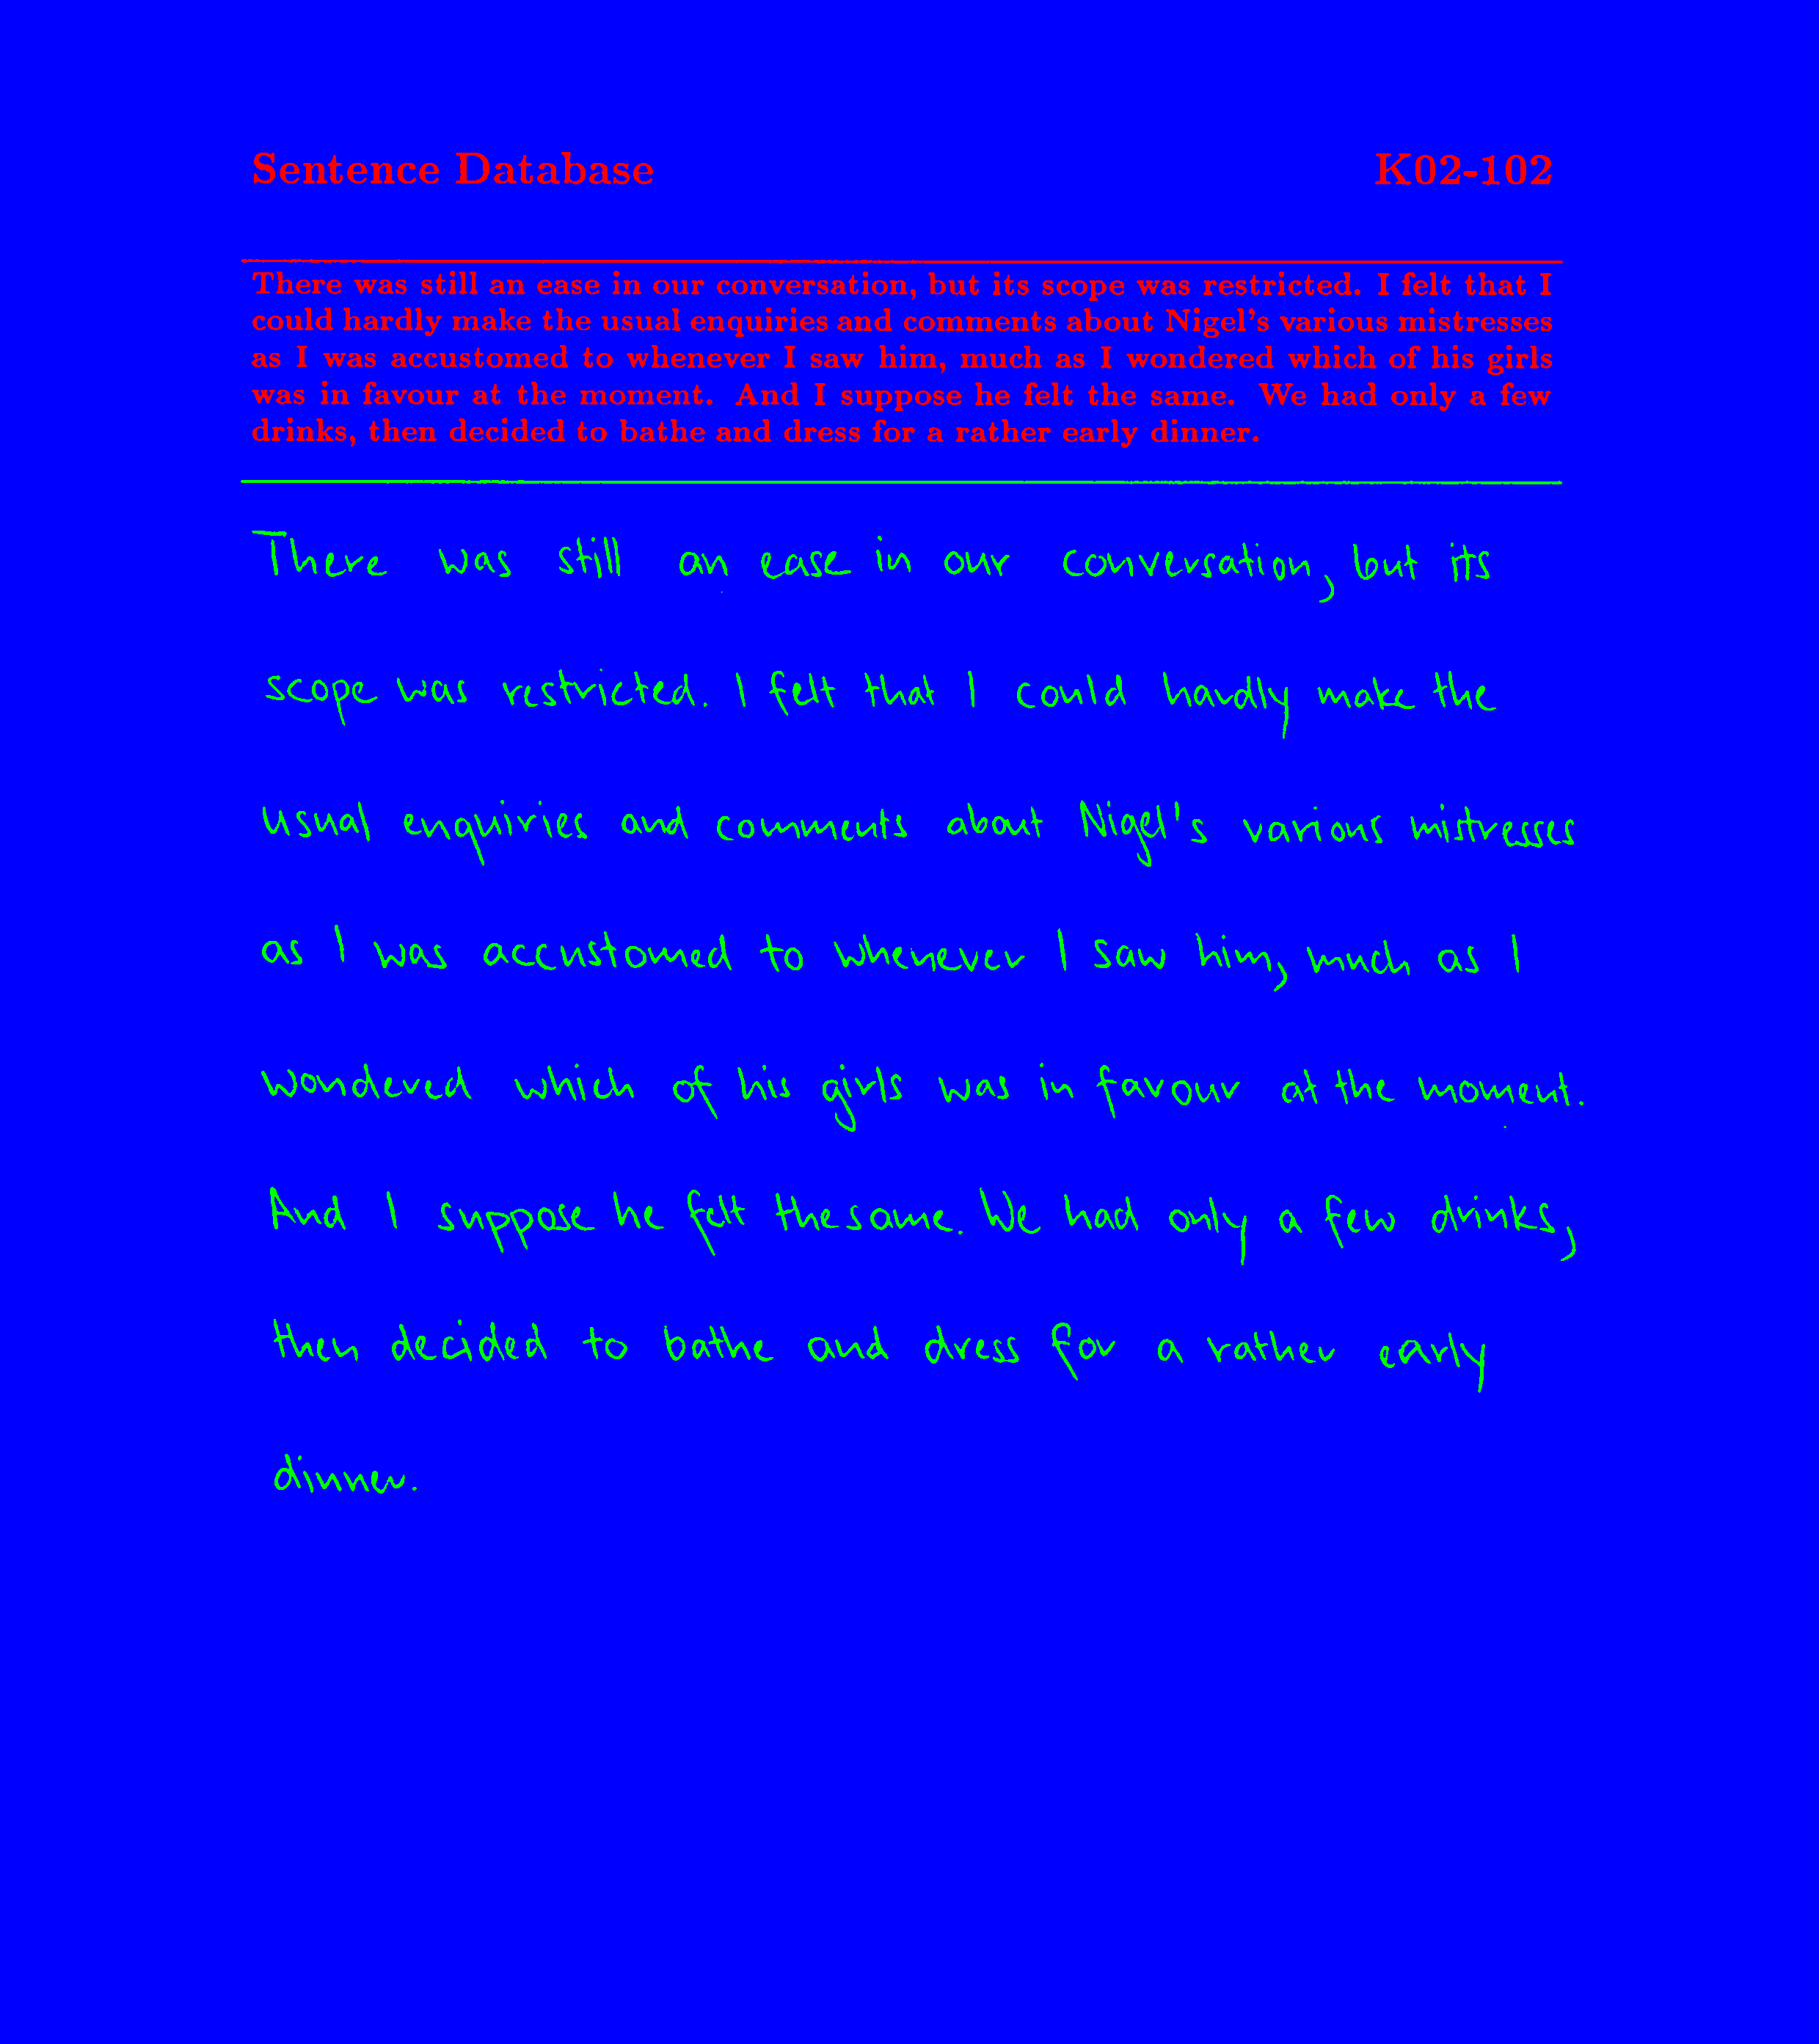 Sentence Database K02-102
There was still an ease in our conversation, but its scope was restricted. I felt that I
could hardly make the usual enquiries and comments about Nigel's various mistresses
as I was accustomed to whenever I saw him, much as I wondered which of his girls
was in favour at the moment. And I suppose he felt the same. We had only a few
drinks, then decided to bathe and dress for a rather early dinner.
There was still an ease in our conversation, but its
scope was restricted. I felt that I could hardly make the
usual enquiries and comments about Nigel's various mistresses
as I was accustomed to whenever I saw him, much as I
wondered which of his girls was in favour at the moment.
And I suppose he felt the same. We had only a few drinks,
then decided to bathe and dress for a rather early
dinner.